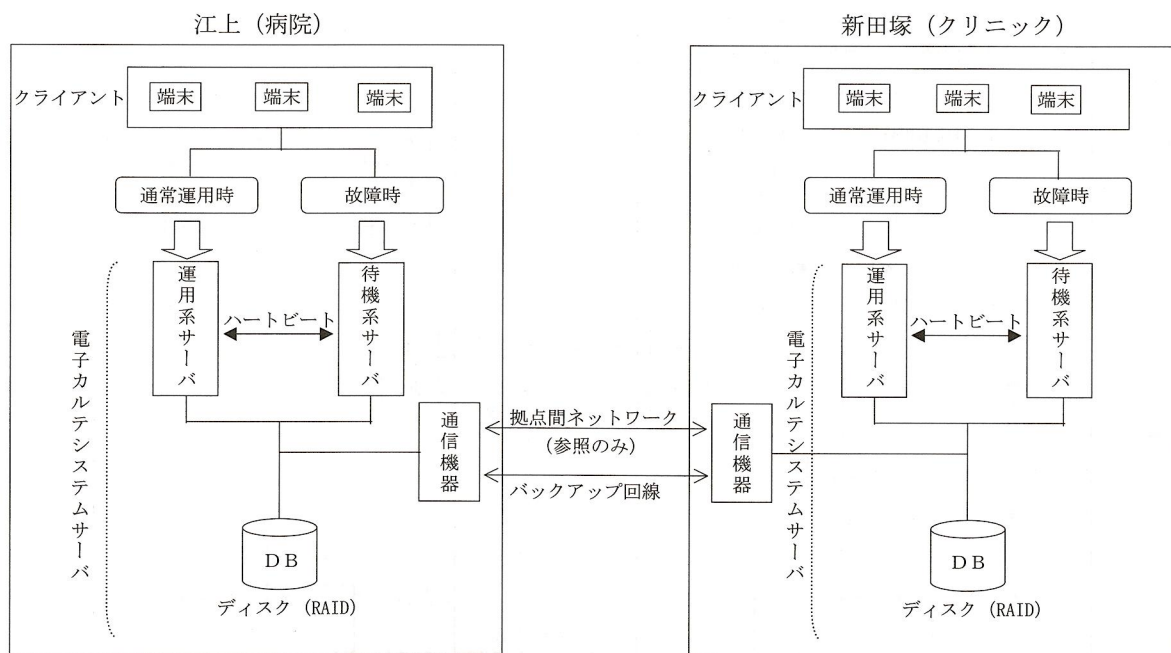 江上（病院）
クライアント
端末
端末
端末
通常運用時
故障時
運用系サーバ
ハートビート
待機系サーバ
電子カルテシステムサーバ
通信機器
DB
ディスク（RAID）
拠点間ネットワーク
（参照のみ）
バックアップ回線
新田塚（クリニック）
クライアント
端末
端末
端末
通常運用時
故障時
運用系サーバ
ハートビート
待機系サーバ
電子カルテシステムサーバ
通信機器
DB
ディスク（RAID）